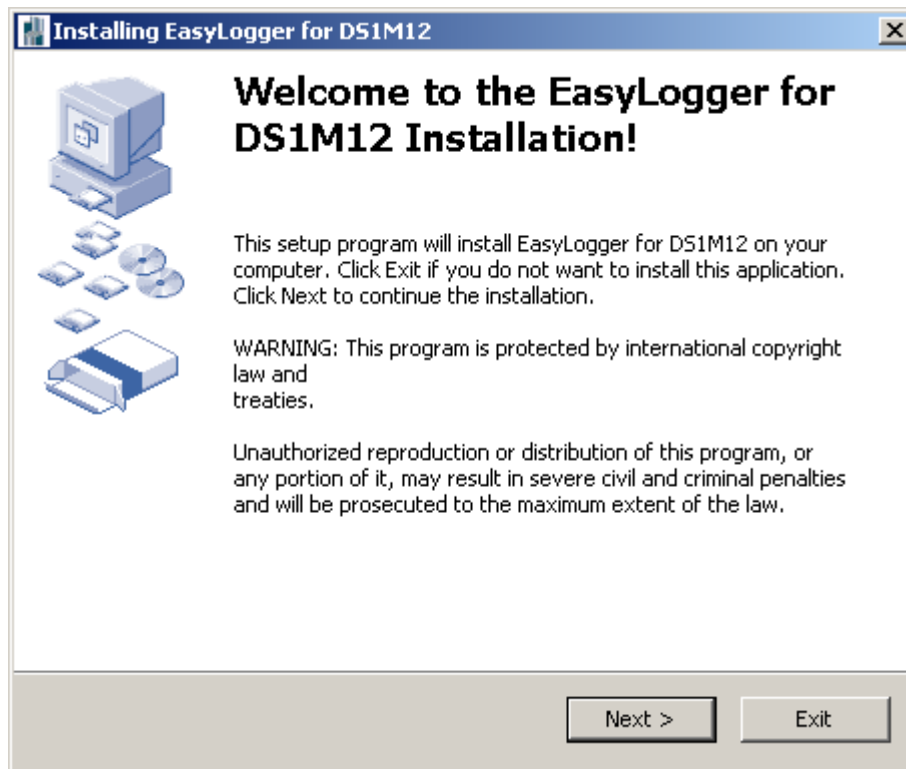 Installing EasyLogger for DS1M12
Welcome to the EasyLogger for
DS1M12 Installation!
This setup program will install EasyLogger for DS1M12 on your
computer. Click Exit if you do not want to install this application.
Click Next to continue the installation.
WARNING: This program is protected by international copyright
law and
treaties.
Unauthorized reproduction or distribution of this program, or
any portion of it, may result in severe civil and criminal penalties
and will be prosecuted to the maximum extent of the law.
Next >
Exit